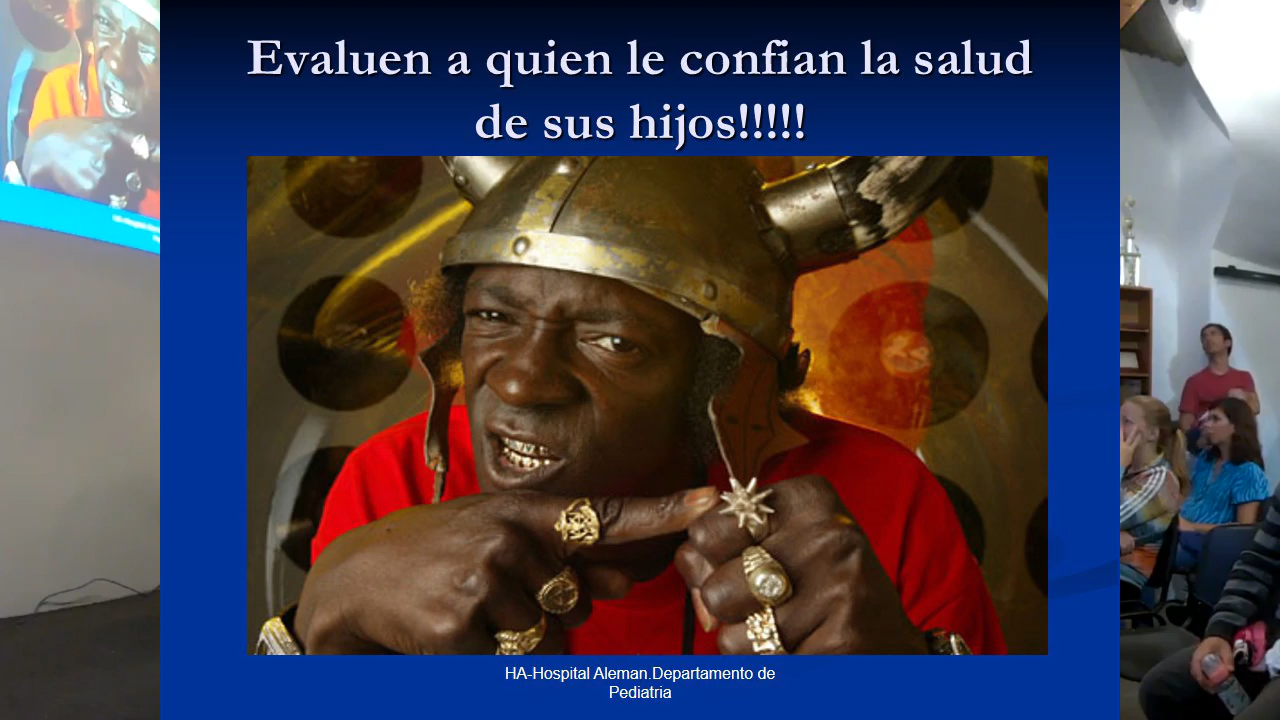 Evaluen a quien le confian la salud
de sus hijos!!!!!
HA-Hospital Aleman.Departamento de
Pediatria